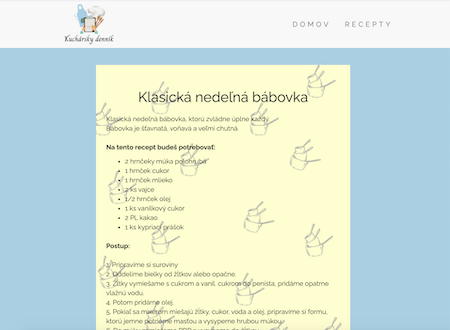 Kuchársky denník
DOMOV RECEPTY
Klasická nedeľná bábovka
Klasická nedeľná bábovka, ktorú zvládne úplne každý.
Bábovka je šťavnatá, voňavá a veľmi chutná.
Na tento recept budeš potrebovať:
2 hrnčeky múka polohrubá
1 hrnček cukor
1 hrnček mlieko
2 ks vajce
1/2 hrnček olej
1 ks vanilkový cukor
2 PL kakao
1 ks kypriaci prášok
Postup:
1. Pripravíme si suroviny
2. Oddelíme bielky od žĺtkov alebo opačne.
3. Žĺtky vymiešame s cukrom a vanil. cukrom do peniśta, pridáme opatrne
vlažnú vodu.
4. Potom pridáme olej.
5. Pokiaľ sa mixérom miešajú žĺtky, cukor, voda a olej, pripravíme si formu,
ktorú jemne potrieme masťou a vysypeme hrubou múkou.